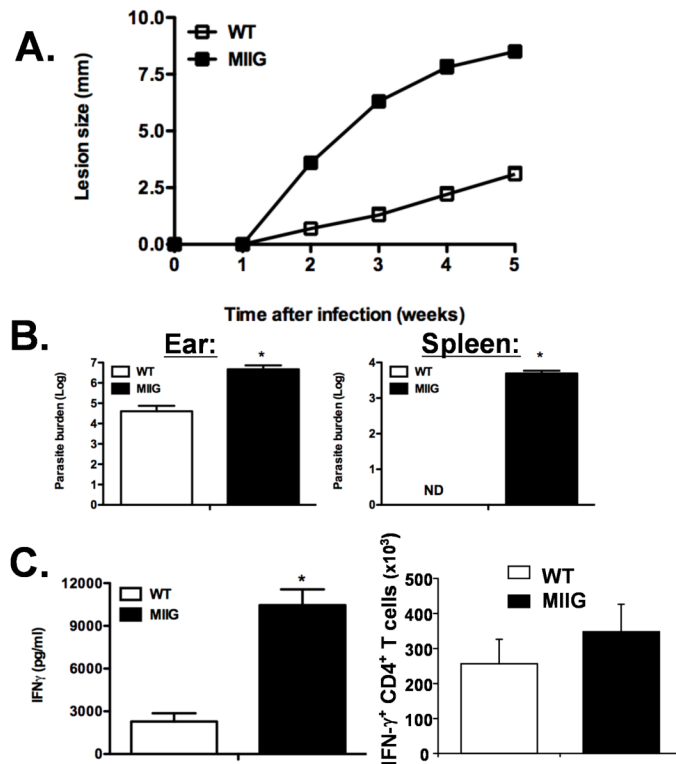 A.
WT
MIIG
Lesion size (mm)
10.0
7.5
5.0
2.5
0.0
0 1 2 3 4 5
Time after infection (weeks)
B.
Ear:
WT
MIIG
*
Parasite burden (Log)
7
6
5
4
3
2
1
0
Spleen:
WT
MIIG
*
Parasite burden (Log)
4
3
2
1
0
ND
C.
WT
MIIG
*
IFNγ (pg/ml)
12000
9000
6000
3000
0
WT
MIIG
IFN-γ+ CD4+ T cells (x10³)
500
400
300
200
100
0